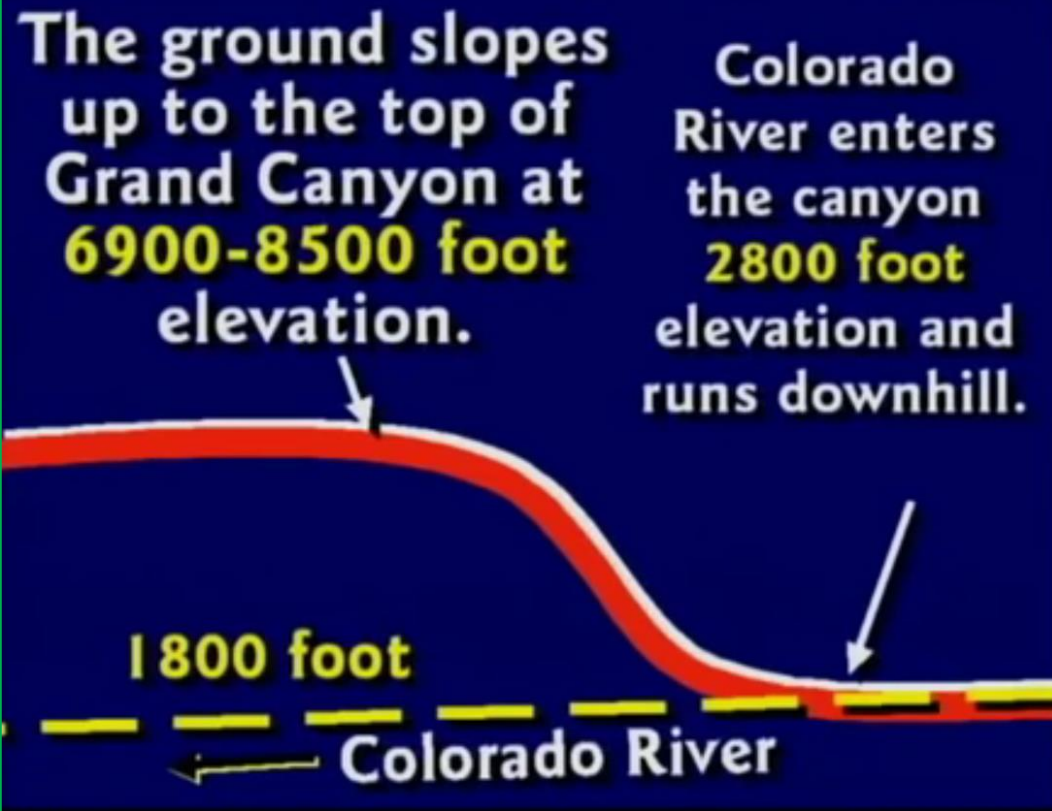 The ground slopes
up to the top of
Grand Canyon at
6900-8500 foot
elevation.
Colorado
River enters
the canyon
2800 foot
elevation and
runs downhill.
1800 foot
Colorado River